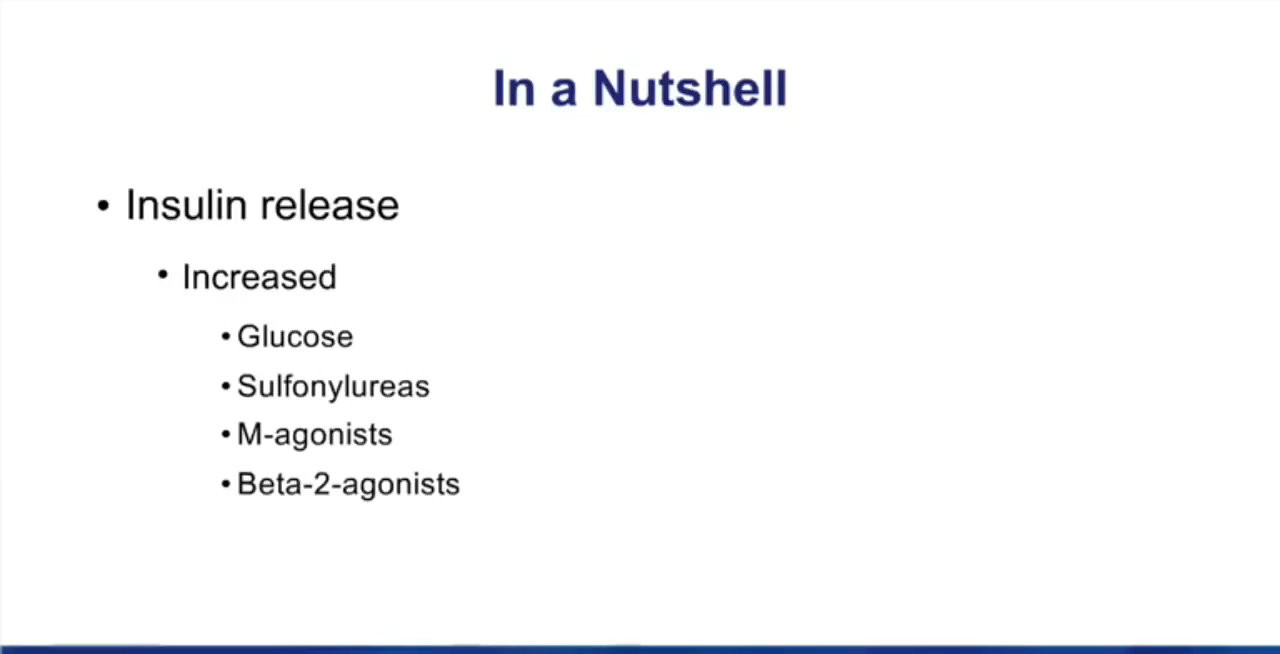 In a Nutshell
• Insulin release
• Increased
• Glucose
• Sulfonylureas
• M-agonists
• Beta-2-agonists